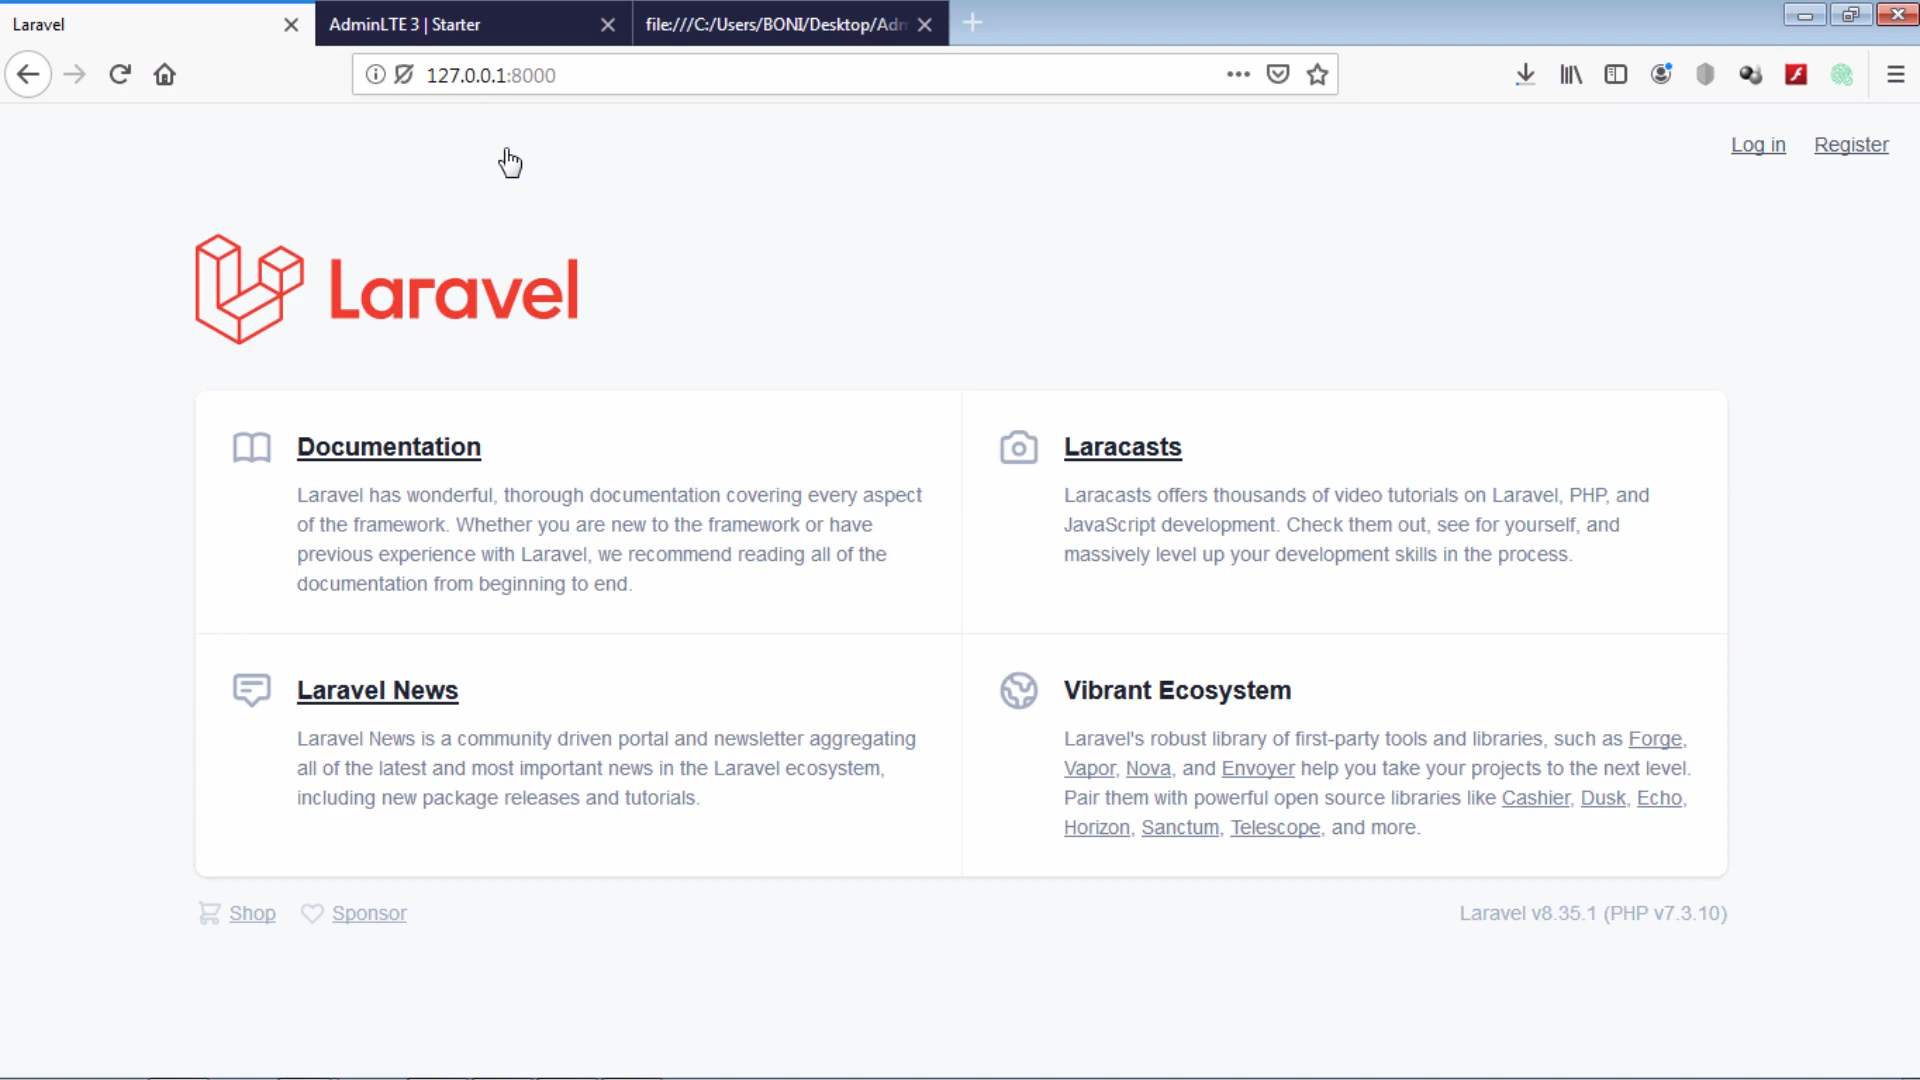 Laravel
AdminLTE 3 | Starter
file:///C:/Users/BONI/Desktop/Adm
127.0.0.1:8000
Log in
Register
Laravel
Documentation
Laravel has wonderful, thorough documentation covering every aspect
of the framework. Whether you are new to the framework or have
previous experience with Laravel, we recommend reading all of the
documentation from beginning to end.
Laracasts
Laracasts offers thousands of video tutorials on Laravel, PHP, and
JavaScript development. Check them out, see for yourself, and
massively level up your development skills in the process.
Laravel News
Laravel News is a community driven portal and newsletter aggregating
all of the latest and most important news in the Laravel ecosystem,
including new package releases and tutorials.
Vibrant Ecosystem
Laravel's robust library of first-party tools and libraries, such as Forge,
Vapor, Nova, and Envoyer help you take your projects to the next level.
Pair them with powerful open source libraries like Cashier, Dusk, Echo,
Horizon, Sanctum, Telescope, and more.
Shop
Sponsor
Laravel v8.35.1 (PHP v7.3.10)